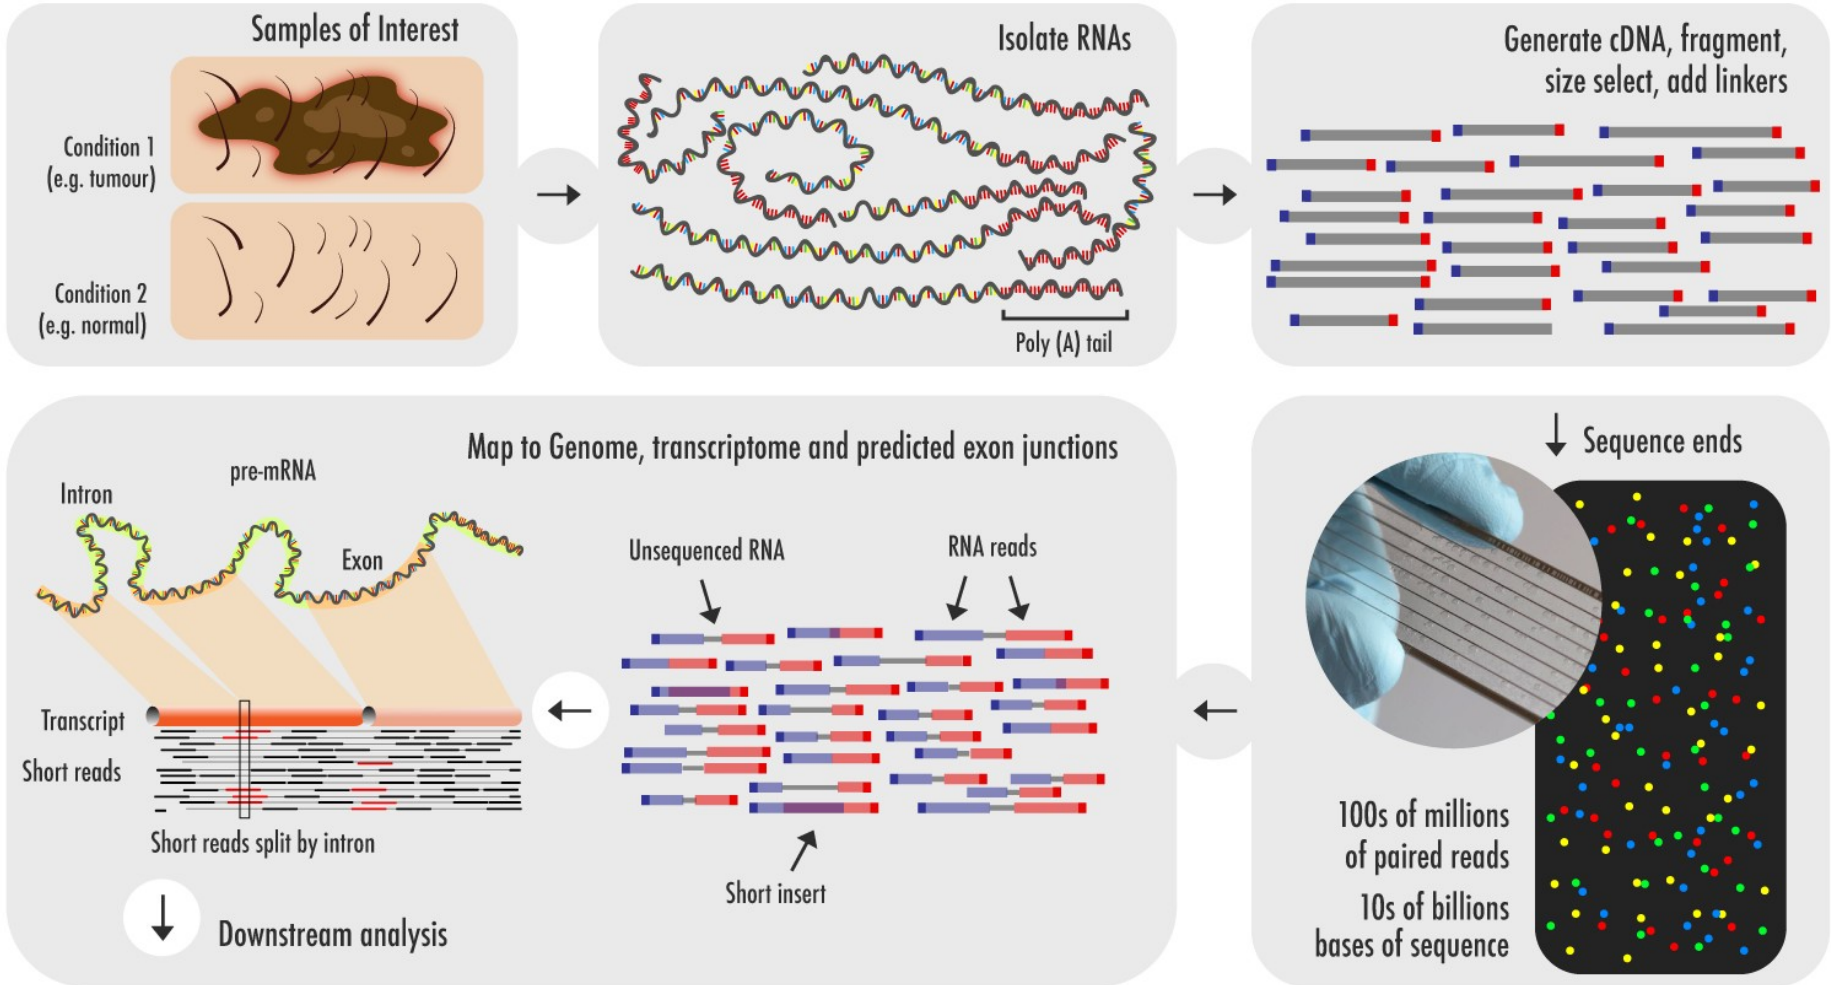 Samples of Interest
Condition 1
(e.g. tumour)
Condition 2
(e.g. normal)
Isolate RNAs
Poly (A) tail
Generate cDNA, fragment,
size select, add linkers
Sequence ends
100s of millions
of paired reads
10s of billions
bases of sequence
Map to Genome, transcriptome and predicted exon junctions
pre-mRNA
Intron
Exon
Unsequenced RNA
RNA reads
Transcript
Short reads
Short reads split by intron
Short insert
Downstream analysis